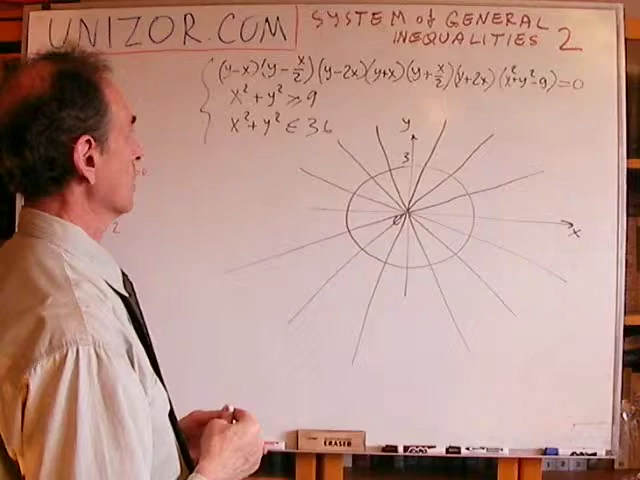 UNIZOR.COM
SYSTEM of GENERAL
INEQUALITIES 2
(y-x)(y-x/2)(y-2x)(y+x)(y+x/2)(y+2x)(x²+y²-9)=0
x²+y²≥9
x²+y²≤36
y
3
0
x
2
ERASER